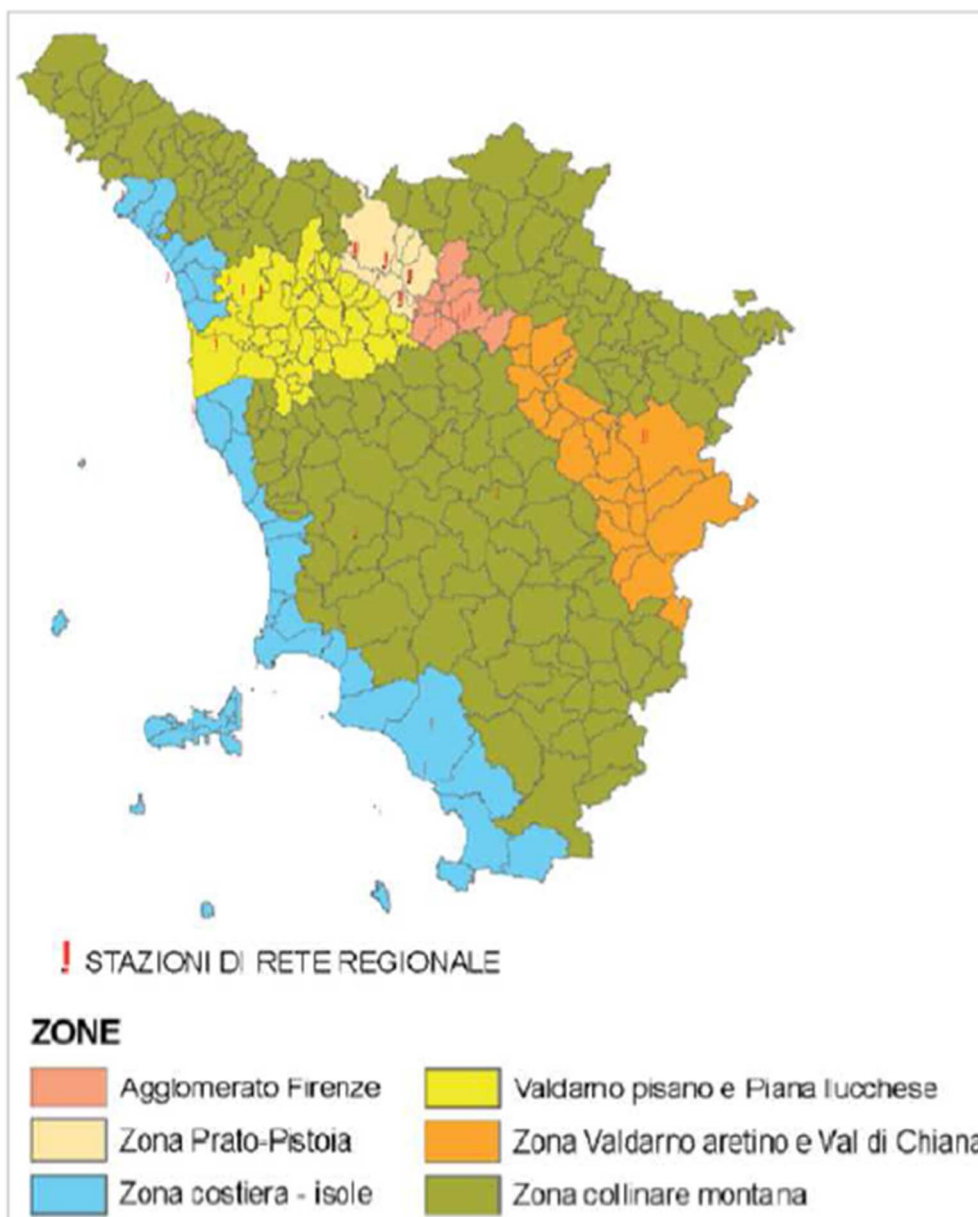 ! STAZIONI DI RETE REGIONALE
ZONE
Agglomerato Firenze
Valdarno pisano e Piana lucchese
Zona Prato-Pistoia
Zona Valdarno aretino e Val di Chiana
Zona costiera - isole
Zona collinare montana